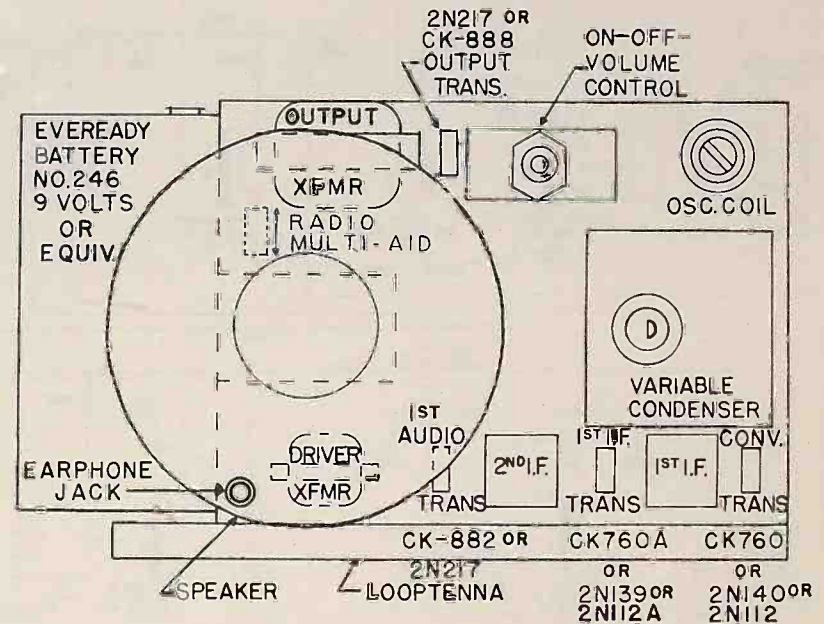 2N217 OR
CK-888
OUTPUT
TRANS.
ON-OFF-
VOLUME
CONTROL
EVEREADY
BATTERY
NO.246
9 VOLTS
OR
EQUIV.
OUTPUT
XFMR
RADIO
MULTI-AID
OSC. COIL
D
VARIABLE
CONDENSER
1ST
AUDIO
TRANS
2ND I.F.
1ST I.F.
TRANS
1ST I.F.
CONV.
TRANS
DRIVER
XFMR
EARPHONE
JACK
SPEAKER
LOOPTENNA
CK-882 OR
2N217
CK760A
OR
2N139 OR
2N112A
CK760
OR
2N140 OR
2N112